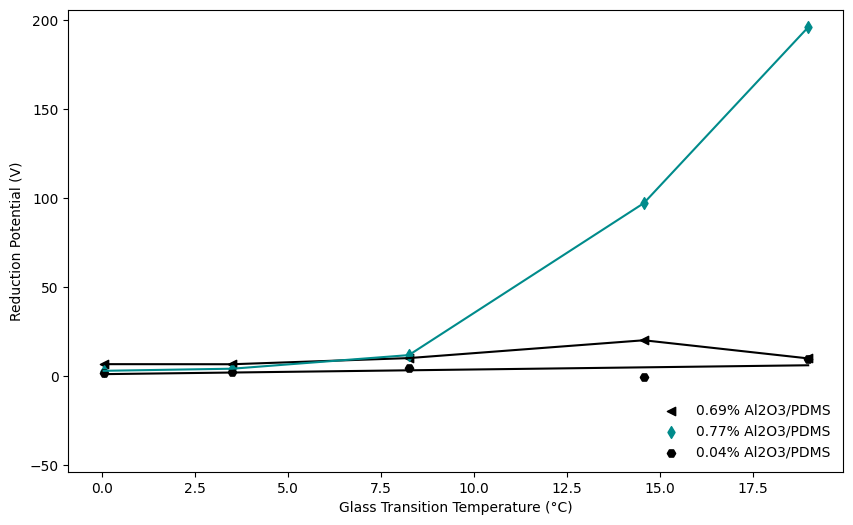 200
150
100
50
0
−50
Reduction Potential (V)
0.69% Al2O3/PDMS
0.77% Al2O3/PDMS
0.04% Al2O3/PDMS
0.0 2.5 5.0 7.5 10.0 12.5 15.0 17.5
Glass Transition Temperature (°C)